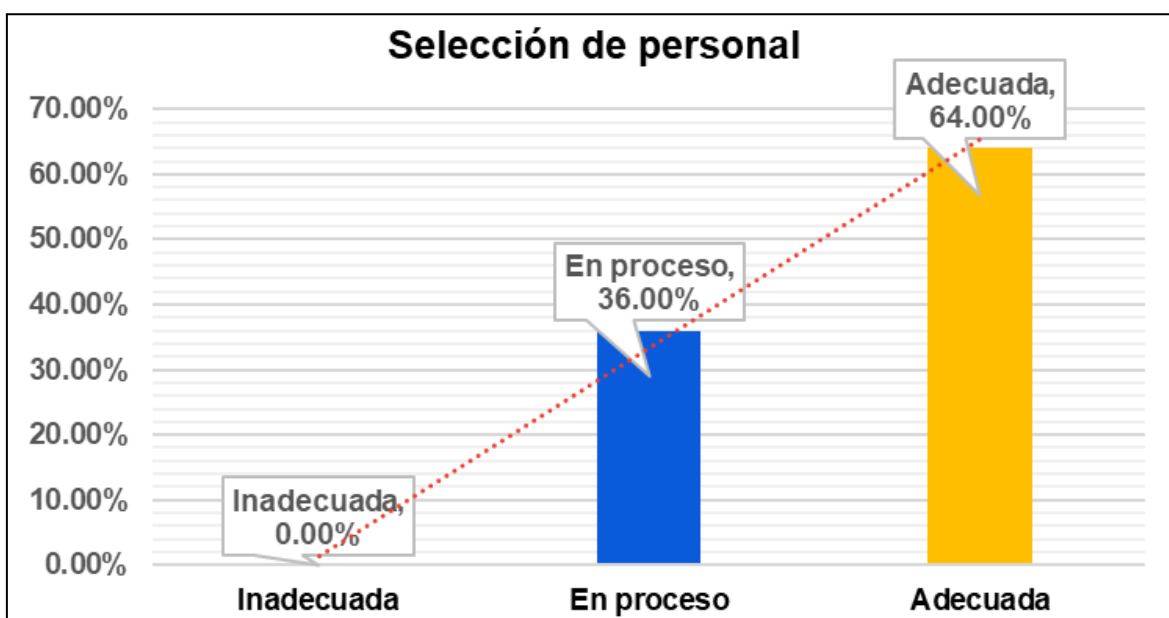 Selección de personal
70.00%
60.00%
50.00%
40.00%
30.00%
20.00%
10.00%
0.00%
Inadecuada,
0.00%
En proceso,
36.00%
Adecuada,
64.00%
Inadecuada
En proceso
Adecuada